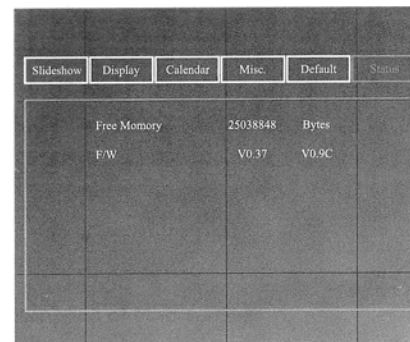 Slideshow Display Calendar Misc. Default Status
Free Momory 25038848 Bytes
F/W V0.37 V0.9C